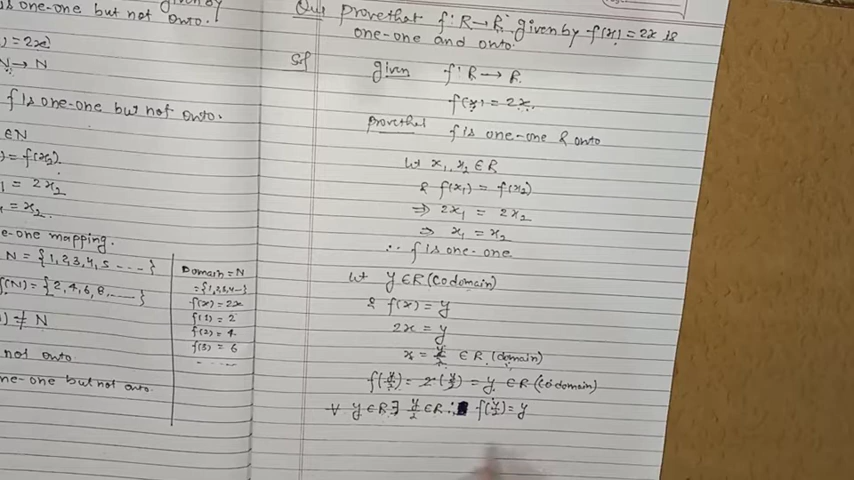 given by
is one-one but not onto.
) = 2x
N → N
f is one-one but not onto.
∈ N
) = f(x₂)
₁ = 2x₂
= x₂
e-one mapping.
N = {1,2,3,4,5 -----}
f(N) = {2,4,6,8,-----}
) ≠ N
not onto
one-one but not onto.
Domain = N
= {1,2,3,4--}
f(x) = 2x
f(1) = 2
f(2) = 4
f(3) = 6
-----
Que prove that f: R → R given by f(x) = 2x is
one-one and onto.
Sol given f: R → R
f(x) = 2x.
prove that f is one-one & onto
let x₁, x₂ ∈ R
& f(x₁) = f(x₂)
⇒ 2x₁ = 2x₂
⇒ x₁ = x₂
∴ f is one-one
let y ∈ R (codomain)
& f(x) = y
2x = y
x = y/2 ∈ R (domain)
f(y/2) = 2(y/2) = y ∈ R (codomain)
∀ y ∈ R ∃ y/2 ∈ R ∴ f(y/2) = y